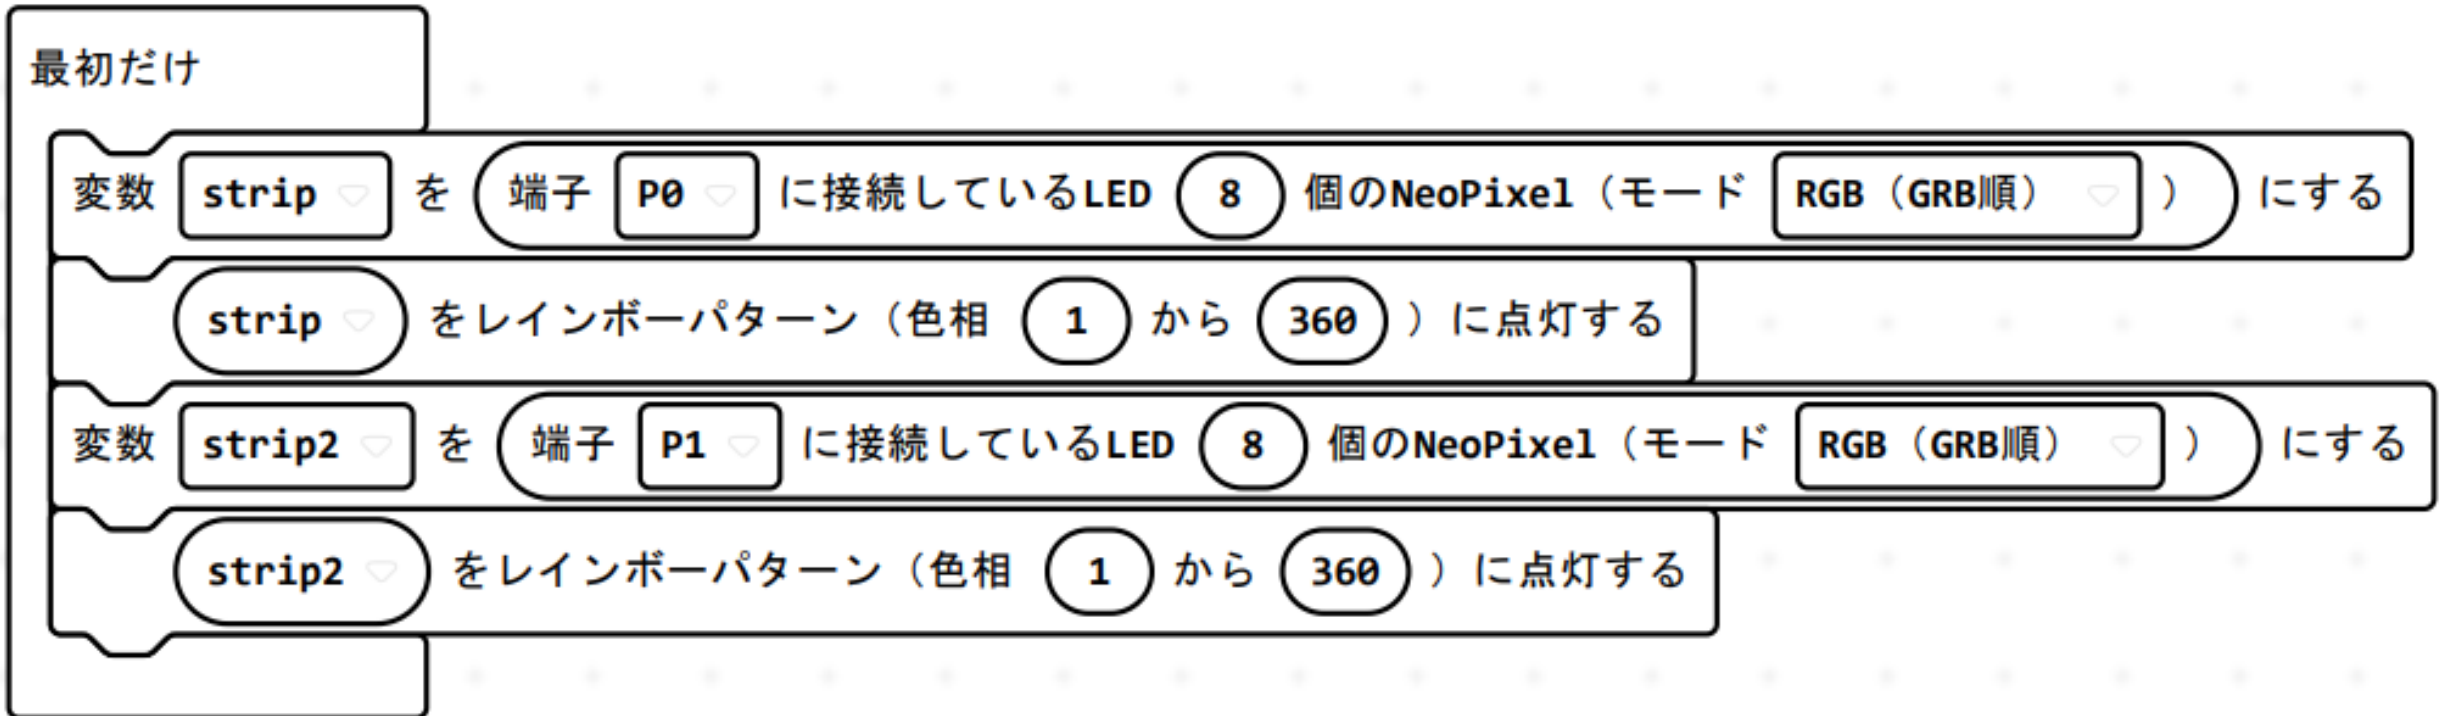 最初だけ
変数 strip を 端子 P0 に接続しているLED 8 個のNeoPixel（モード RGB（GRB順） ） にする
strip をレインボーパターン（色相 1 から 360 ）に点灯する
変数 strip2 を 端子 P1 に接続しているLED 8 個のNeoPixel（モード RGB（GRB順） ） にする
strip2 をレインボーパターン（色相 1 から 360 ）に点灯する